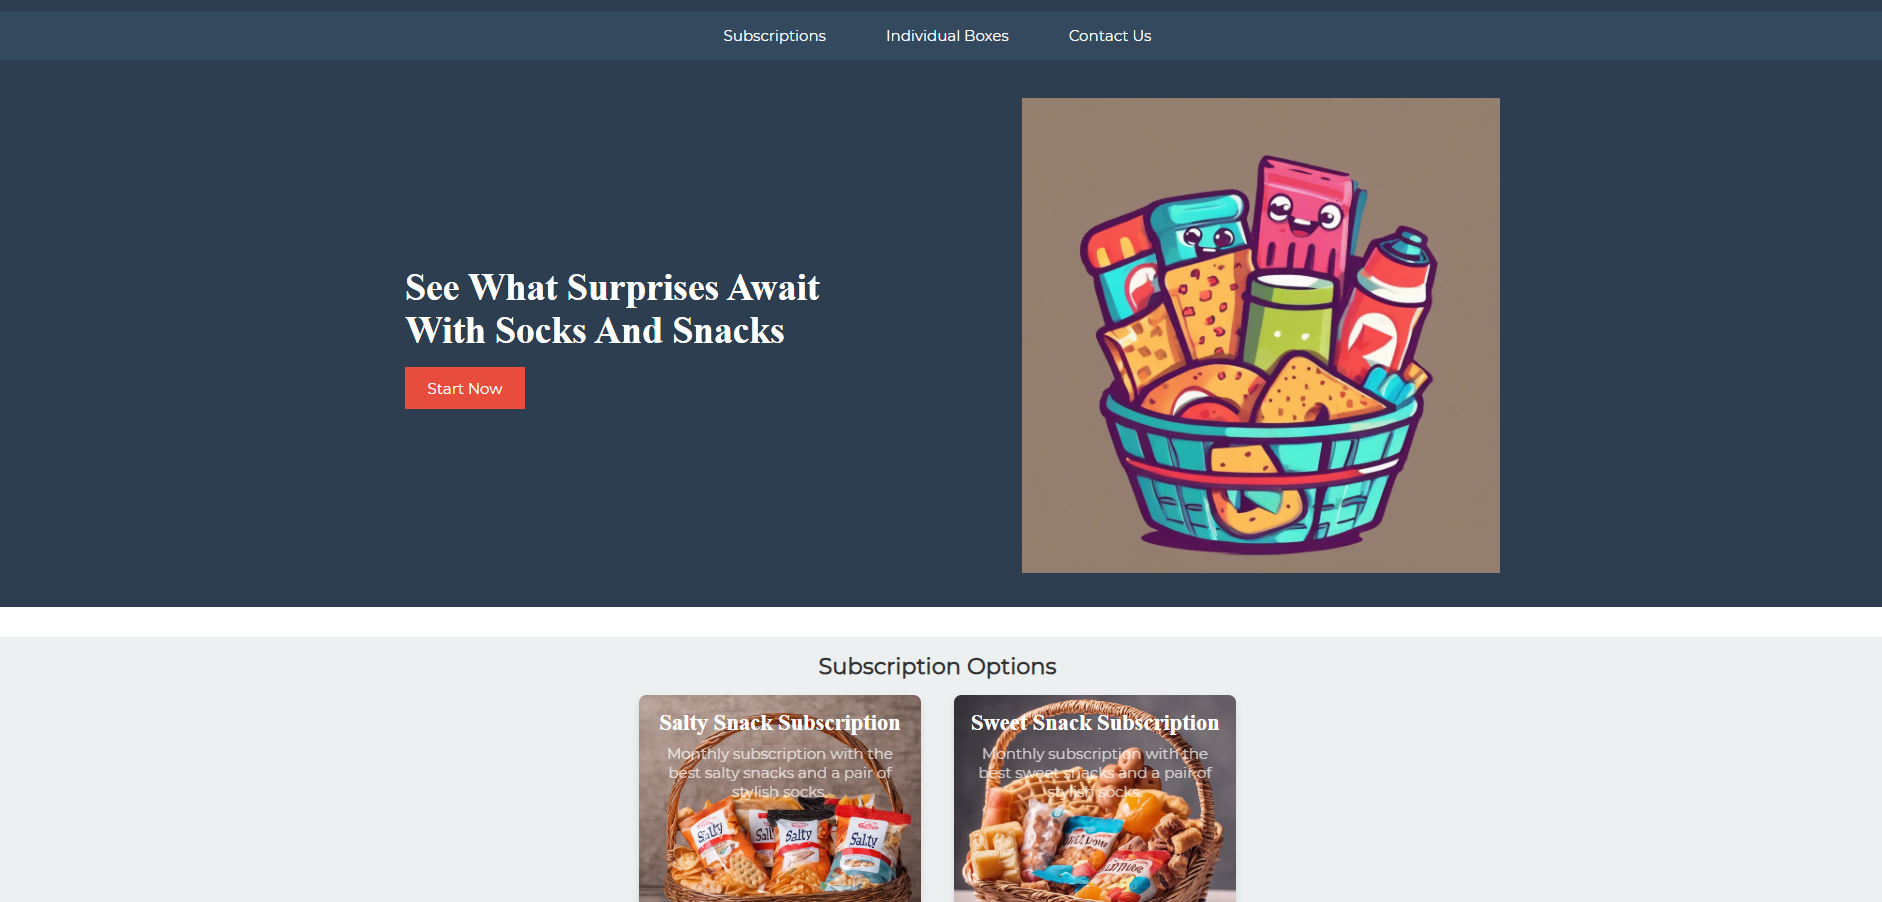 Subscriptions Individual Boxes Contact Us
See What Surprises Await
With Socks And Snacks
Start Now
Subscription Options
Salty Snack Subscription
Monthly subscription with the
best salty snacks and a pair of
stylish socks.
Salty
Salty
Salty
Sweet Snack Subscription
Monthly subscription with the
best sweet snacks and a pair of
stylish socks.